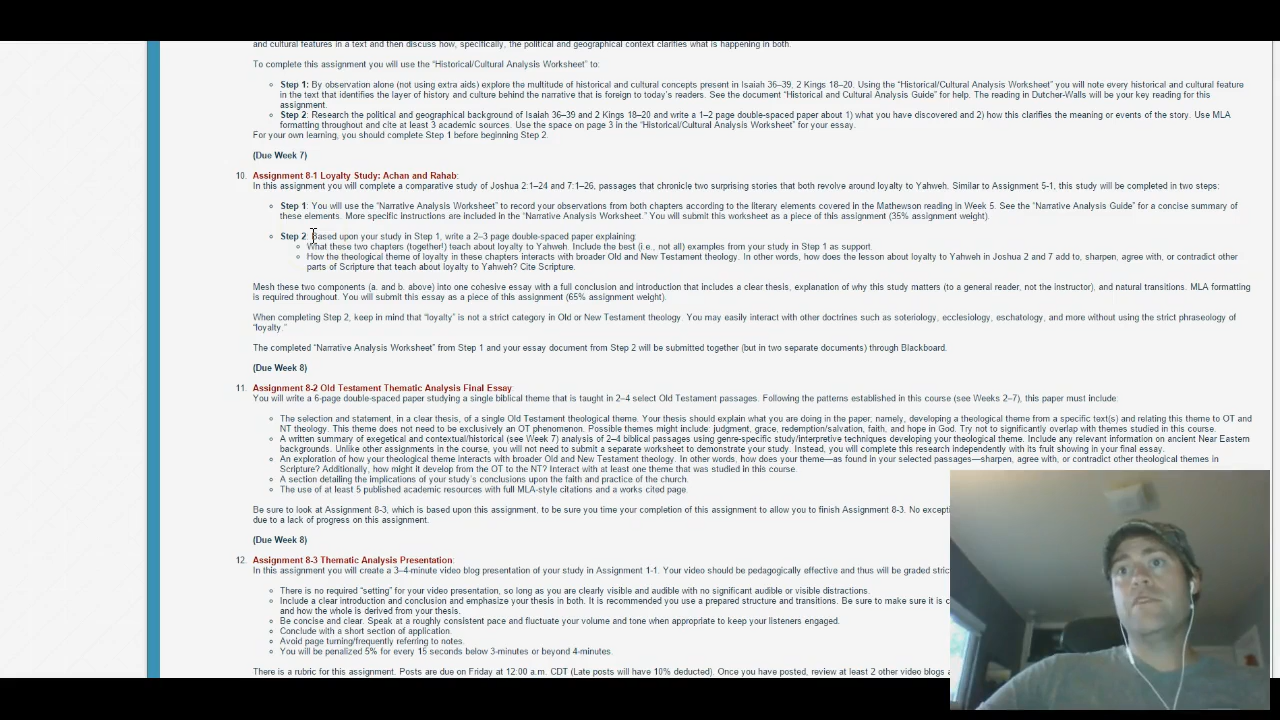 and cultural features in a text and then discuss how, specifically, the political and geographical context clarifies what is happening in both.
To complete this assignment you will use the "Historical/Cultural Analysis Worksheet" to:
Step 1: By observation alone (not using extra aids) explore the multitude of historical and cultural concepts present in Isaiah 36–39, 2 Kings 18–20. Using the "Historical/Cultural Analysis Worksheet" you will note every historical and cultural feature
in the text that identifies the layer of history and culture behind the narrative that is foreign to today's readers. See the document "Historical and Cultural Analysis Guide" for help. The reading in Dutcher-Walls will be your key reading for this
assignment.
Step 2: Research the political and geographical background of Isaiah 36–39 and 2 Kings 18–20 and write a 1–2 page double-spaced paper about 1) what you have discovered and 2) how this clarifies the meaning or events of the story. Use MLA
formatting throughout and cite at least 3 academic sources. Use the space on page 3 in the "Historical/Cultural Analysis Worksheet" for your essay.
For your own learning, you should complete Step 1 before beginning Step 2.
(Due Week 7)
10. Assignment 8-1 Loyalty Study: Achan and Rahab:
In this assignment you will complete a comparative study of Joshua 2:1–24 and 7:1–26, passages that chronicle two surprising stories that both revolve around loyalty to Yahweh. Similar to Assignment 5-1, this study will be completed in two steps:
Step 1: You will use the "Narrative Analysis Worksheet" to record your observations from both chapters according to the literary elements covered in the Mathewson reading in Week 5. See the "Narrative Analysis Guide" for a concise summary of
these elements. More specific instructions are included in the "Narrative Analysis Worksheet." You will submit this worksheet as a piece of this assignment (35% assignment weight).
Step 2: Based upon your study in Step 1, write a 2–3 page double-spaced paper explaining:
What these two chapters (together!) teach about loyalty to Yahweh. Include the best (i.e., not all) examples from your study in Step 1 as support.
How the theological theme of loyalty in these chapters interacts with broader Old and New Testament theology. In other words, how does the lesson about loyalty to Yahweh in Joshua 2 and 7 add to, sharpen, agree with, or contradict other
parts of Scripture that teach about loyalty to Yahweh? Cite Scripture.
Mesh these two components (a. and b. above) into one cohesive essay with a full conclusion and introduction that includes a clear thesis, explanation of why this study matters (to a general reader, not the instructor), and natural transitions. MLA formatting
is required throughout. You will submit this essay as a piece of this assignment (65% assignment weight).
When completing Step 2, keep in mind that "loyalty" is not a strict category in Old or New Testament theology. You may easily interact with other doctrines such as soteriology, ecclesiology, eschatology, and more without using the strict phraseology of
"loyalty."
The completed "Narrative Analysis Worksheet" from Step 1 and your essay document from Step 2 will be submitted together (but in two separate documents) through Blackboard.
(Due Week 8)
11. Assignment 8-2 Old Testament Thematic Analysis Final Essay:
You will write a 6-page double-spaced paper studying a single biblical theme that is taught in 2–4 select Old Testament passages. Following the patterns established in this course (see Weeks 2–7), this paper must include:
The selection and statement, in a clear thesis, of a single Old Testament theological theme. Your thesis should explain what you are doing in the paper; namely, developing a theological theme from a specific text(s) and relating this theme to OT and
NT theology. This theme does not need to be exclusively an OT phenomenon. Possible themes might include: judgment, grace, redemption/salvation, faith, and hope in God. Try not to significantly overlap with themes studied in this course.
A written summary of exegetical and contextual/historical (see Week 7) analysis of 2–4 biblical passages using genre-specific study/interpretive techniques developing your theological theme. Include any relevant information on ancient Near Eastern
backgrounds. Unlike other assignments in the course, you will not need to submit a separate worksheet to demonstrate your study. Instead, you will complete this research independently with its fruit showing in your final essay.
An exploration of how your theological theme interacts with broader Old and New Testament theology. In other words, how does your theme—as found in your selected passages—sharpen, agree with, or contradict other theological themes in
Scripture? Additionally, how might it develop from the OT to the NT? Interact with at least one theme that was studied in this course.
A section detailing the implications of your study's conclusions upon the faith and practice of the church.
The use of at least 5 published academic resources with full MLA-style citations and a works cited page.
Be sure to look at Assignment 8-3, which is based upon this assignment, to be sure you time your completion of this assignment to allow you to finish Assignment 8-3. No excepti
due to a lack of progress on this assignment.
(Due Week 8)
12. Assignment 8-3 Thematic Analysis Presentation:
In this assignment you will create a 3–4-minute video blog presentation of your study in Assignment 1-1. Your video should be pedagogically effective and thus will be graded stric
There is no required "setting" for your video presentation, so long as you are clearly visible and audible with no significant audible or visible distractions.
Include a clear introduction and conclusion and emphasize your thesis in both. It is recommended you use a prepared structure and transitions. Be sure to make sure it is c
and how the whole is derived from your thesis.
Be concise and clear. Speak at a roughly consistent pace and fluctuate your volume and tone when appropriate to keep your listeners engaged.
Conclude with a short section of application.
Avoid page turning/frequently referring to notes.
You will be penalized 5% for every 15 seconds below 3-minutes or beyond 4-minutes.
There is a rubric for this assignment. Posts are due on Friday at 12:00 a.m. CDT (Late posts will have 10% deducted). Once you have posted, review at least 2 other video blogs a